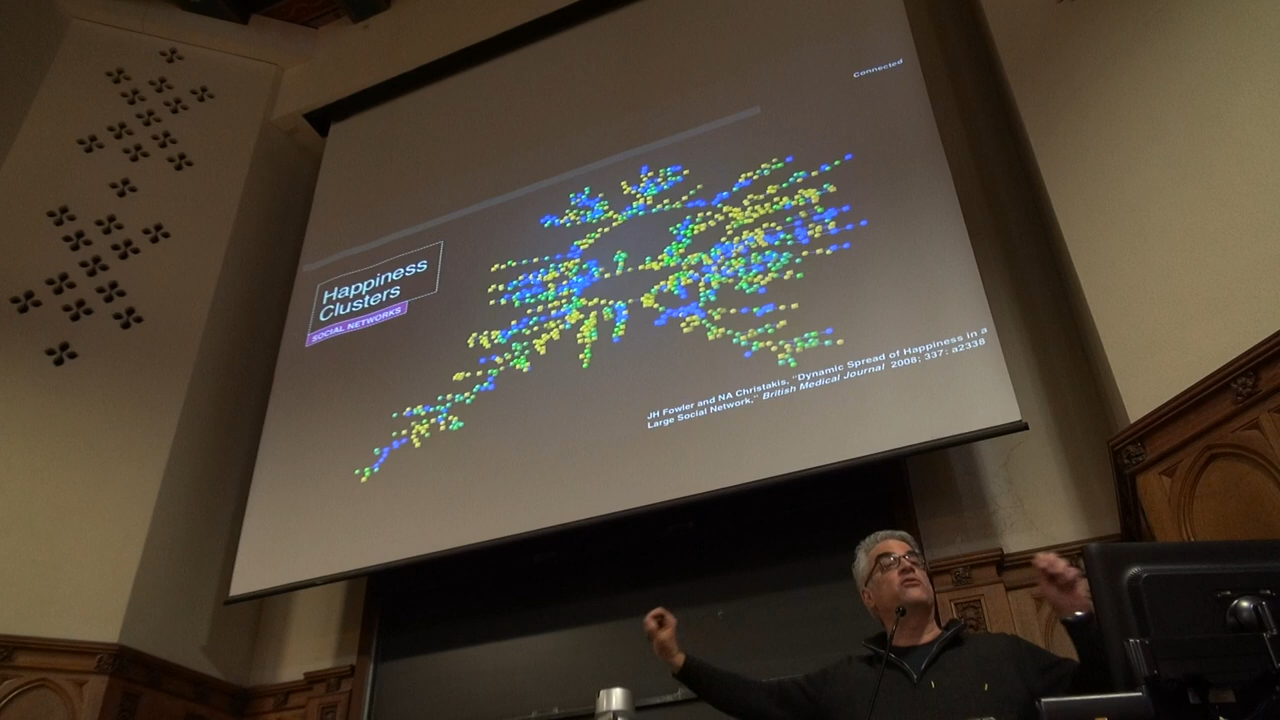 Connected
Happiness
Clusters
SOCIAL NETWORKS
JH Fowler and NA Christakis, "Dynamic Spread of Happiness in a
Large Social Network," British Medical Journal 2008; 337: a2338